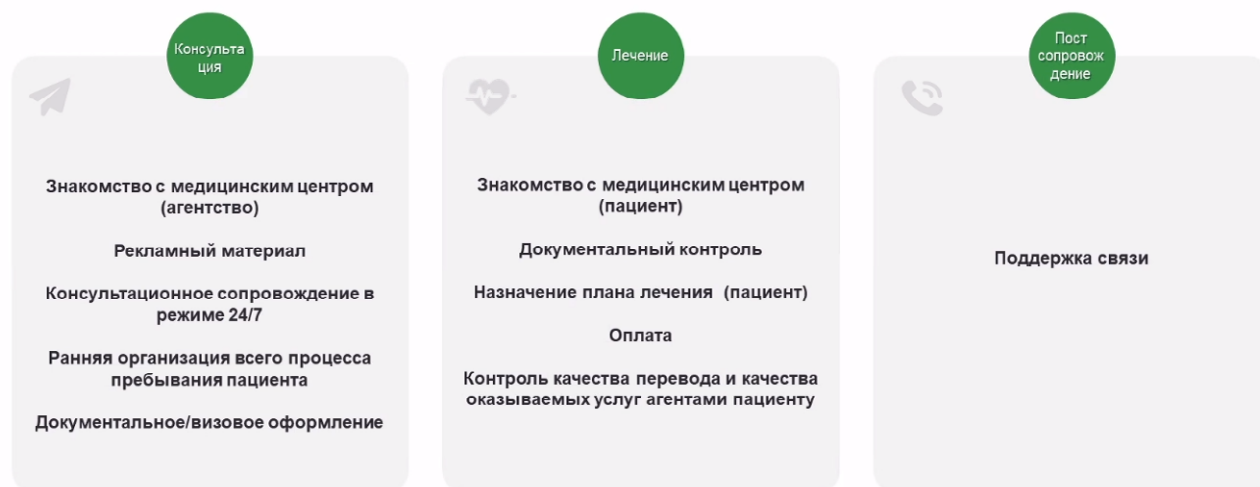 Консульта
ция
Знакомство с медицинским центром
(агентство)
Рекламный материал
Консультационное сопровождение в
режиме 24/7
Ранняя организация всего процесса
пребывания пациента
Документальное/визовое оформление
Лечение
Знакомство с медицинским центром
(пациент)
Документальный контроль
Назначение плана лечения (пациент)
Оплата
Контроль качества перевода и качества
оказываемых услуг агентами пациенту
Пост
сопровож
дение
Поддержка связи